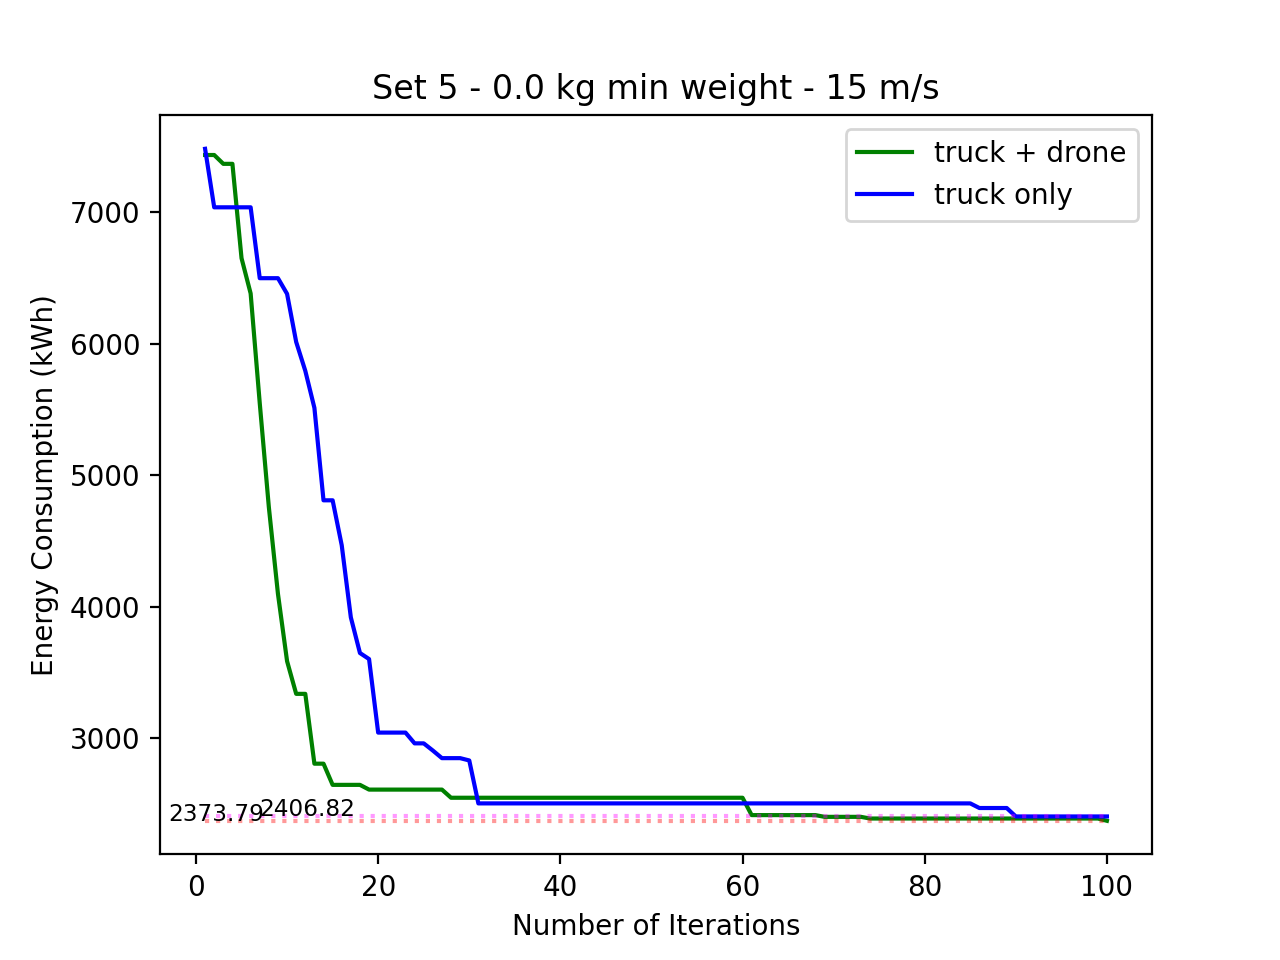 Set 5 - 0.0 kg min weight - 15 m/s
truck + drone
truck only
7000
6000
5000
4000
3000
Energy Consumption (kWh)
2373.79
2406.82
0
20
40
60
80
100
Number of Iterations